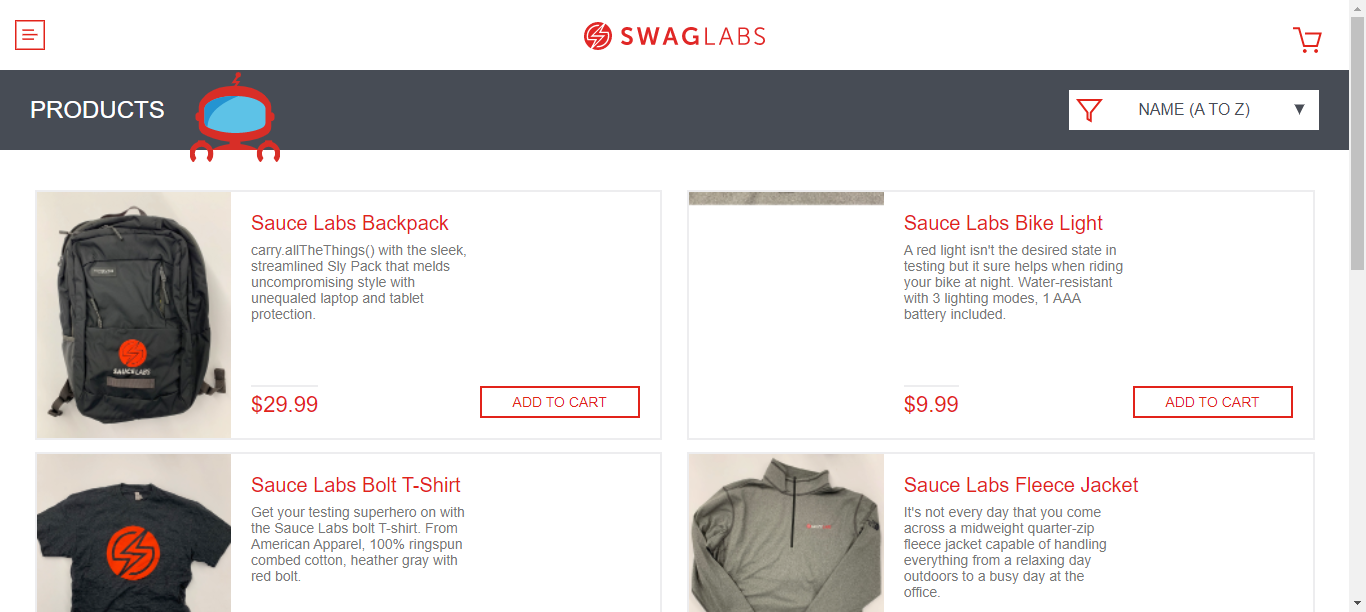 SWAGLABS
PRODUCTS
NAME (A TO Z)
Sauce Labs Backpack
carry.allTheThings() with the sleek,
streamlined Sly Pack that melds
uncompromising style with
unequaled laptop and tablet
protection.
$29.99
ADD TO CART
SAUCELABS
Sauce Labs Bike Light
A red light isn't the desired state in
testing but it sure helps when riding
your bike at night. Water-resistant
with 3 lighting modes, 1 AAA
battery included.
$9.99
ADD TO CART
Sauce Labs Bolt T-Shirt
Get your testing superhero on with
the Sauce Labs bolt T-shirt. From
American Apparel, 100% ringspun
combed cotton, heather gray with
red bolt.
Sauce Labs Fleece Jacket
It's not every day that you come
across a midweight quarter-zip
fleece jacket capable of handling
everything from a relaxing day
outdoors to a busy day at the
office.